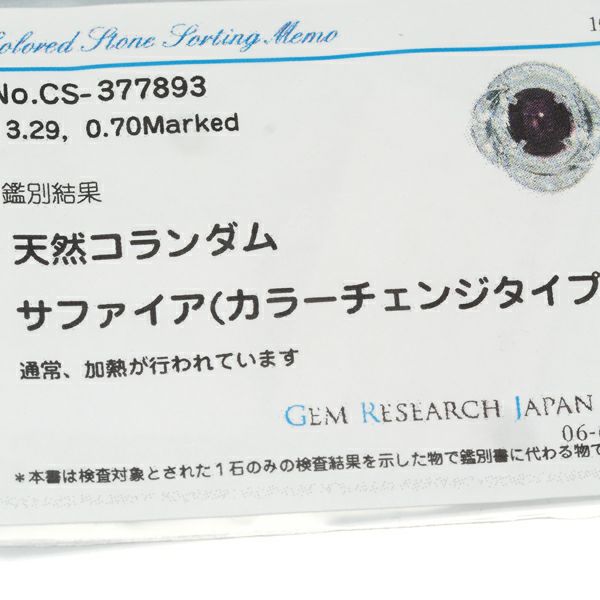 Colored Stone Sorting Memo
No.CS-377893
3.29, 0.70Marked
鑑別結果
天然コランダム
サファイア(カラーチェンジタイプ
通常、加熱が行われています
GEM RESEARCH JAPAN
06-
*本書は検査対象とされた1石のみの検査結果を示した物で鑑別書に代わる物で